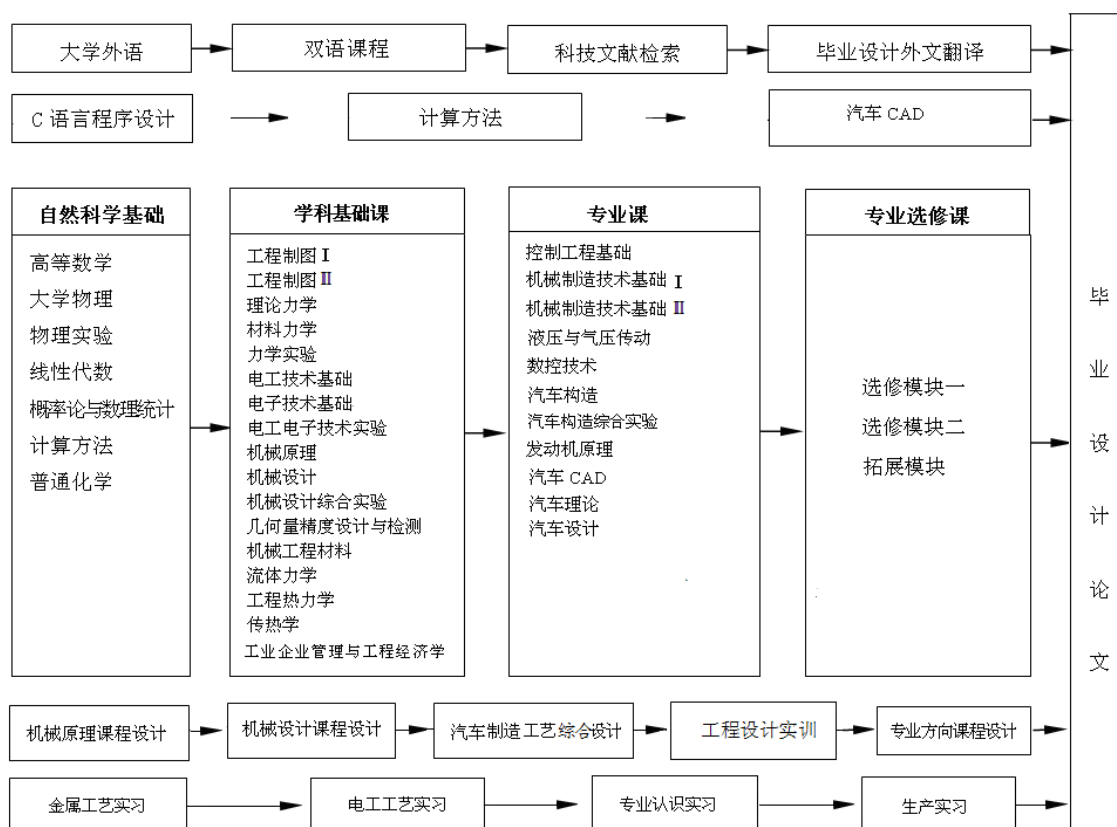 大学外语
双语课程
科技文献检索
毕业设计外文翻译
C 语言程序设计
计算方法
汽车 CAD
自然科学基础
高等数学
大学物理
物理实验
线性代数
概率论与数理统计
计算方法
普通化学
学科基础课
工程制图 I
工程制图 II
理论力学
材料力学
力学实验
电工技术基础
电子技术基础
电工电子技术实验
机械原理
机械设计
机械设计综合实验
几何量精度设计与检测
机械工程材料
流体力学
工程热力学
传热学
工业企业管理与工程经济学
专业课
控制工程基础
机械制造技术基础 I
机械制造技术基础 II
液压与气压传动
数控技术
汽车构造
汽车构造综合实验
发动机原理
汽车 CAD
汽车理论
汽车设计
专业选修课
选修模块一
选修模块二
拓展模块
机械原理课程设计
机械设计课程设计
汽车制造工艺综合设计
工程设计实训
专业方向课程设计
金属工艺实习
电工工艺实习
专业认识实习
生产实习
毕业设计论文